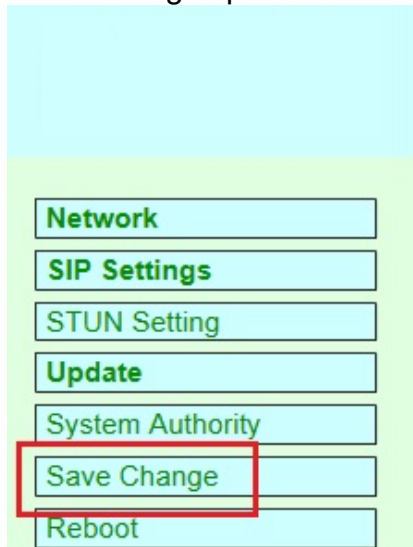 Network
SIP Settings
STUN Setting
Update
System Authority
Save Change
Reboot